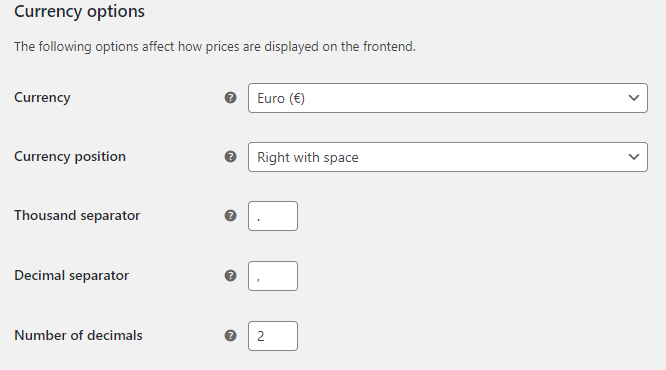 Currency options
The following options affect how prices are displayed on the frontend.
Currency ? Euro (€)
Currency position ? Right with space
Thousand separator ? .
Decimal separator ? ,
Number of decimals ? 2